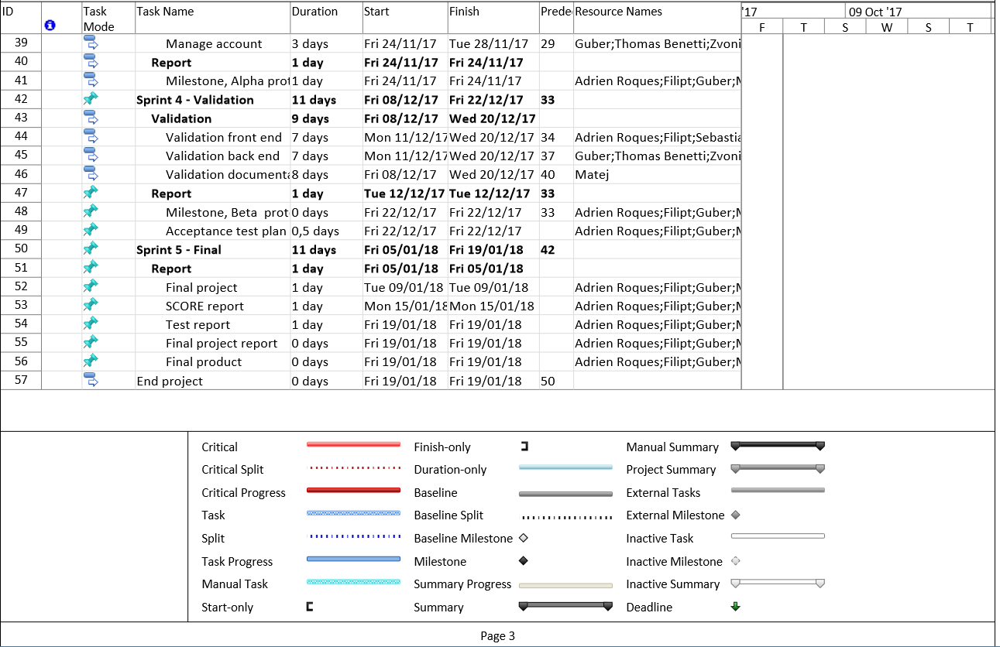 ID Task Mode Task Name Duration Start Finish Prede Resource Names '17 09 Oct '17
F T S W S T
39 Manage account 3 days Fri 24/11/17 Tue 28/11/17 29 Guber;Thomas Benetti;Zvoni
40 Report 1 day Fri 24/11/17 Fri 24/11/17
41 Milestone, Alpha prot 1 day Fri 24/11/17 Fri 24/11/17 Adrien Roques;Filipt;Guber;M
42 Sprint 4 - Validation 11 days Fri 08/12/17 Fri 22/12/17 33
43 Validation 9 days Fri 08/12/17 Wed 20/12/17
44 Validation front end 7 days Mon 11/12/17 Wed 20/12/17 34 Adrien Roques;Filipt;Sebastia
45 Validation back end 7 days Mon 11/12/17 Wed 20/12/17 37 Guber;Thomas Benetti;Zvoni
46 Validation documenta 8 days Fri 08/12/17 Wed 20/12/17 40 Matej
47 Report 1 day Tue 12/12/17 Tue 12/12/17 33
48 Milestone, Beta prot 0 days Fri 22/12/17 Fri 22/12/17 33 Adrien Roques;Filipt;Guber;M
49 Acceptance test plan 0,5 days Fri 22/12/17 Fri 22/12/17 Adrien Roques;Filipt;Guber;M
50 Sprint 5 - Final 11 days Fri 05/01/18 Fri 19/01/18 42
51 Report 1 day Fri 05/01/18 Fri 05/01/18
52 Final project 1 day Tue 09/01/18 Tue 09/01/18 Adrien Roques;Filipt;Guber;M
53 SCORE report 1 day Mon 15/01/18 Mon 15/01/18 Adrien Roques;Filipt;Guber;M
54 Test report 1 day Fri 19/01/18 Fri 19/01/18 Adrien Roques;Filipt;Guber;M
55 Final project report 0 days Fri 19/01/18 Fri 19/01/18 Adrien Roques;Filipt;Guber;M
56 Final product 0 days Fri 19/01/18 Fri 19/01/18 Adrien Roques;Filipt;Guber;M
57 End project 0 days Fri 19/01/18 Fri 19/01/18 50
Critical Finish-only Manual Summary
Critical Split Duration-only Project Summary
Critical Progress Baseline External Tasks
Task Baseline Split External Milestone
Split Baseline Milestone Inactive Task
Task Progress Milestone Inactive Milestone
Manual Task Summary Progress Inactive Summary
Start-only Summary Deadline
Page 3